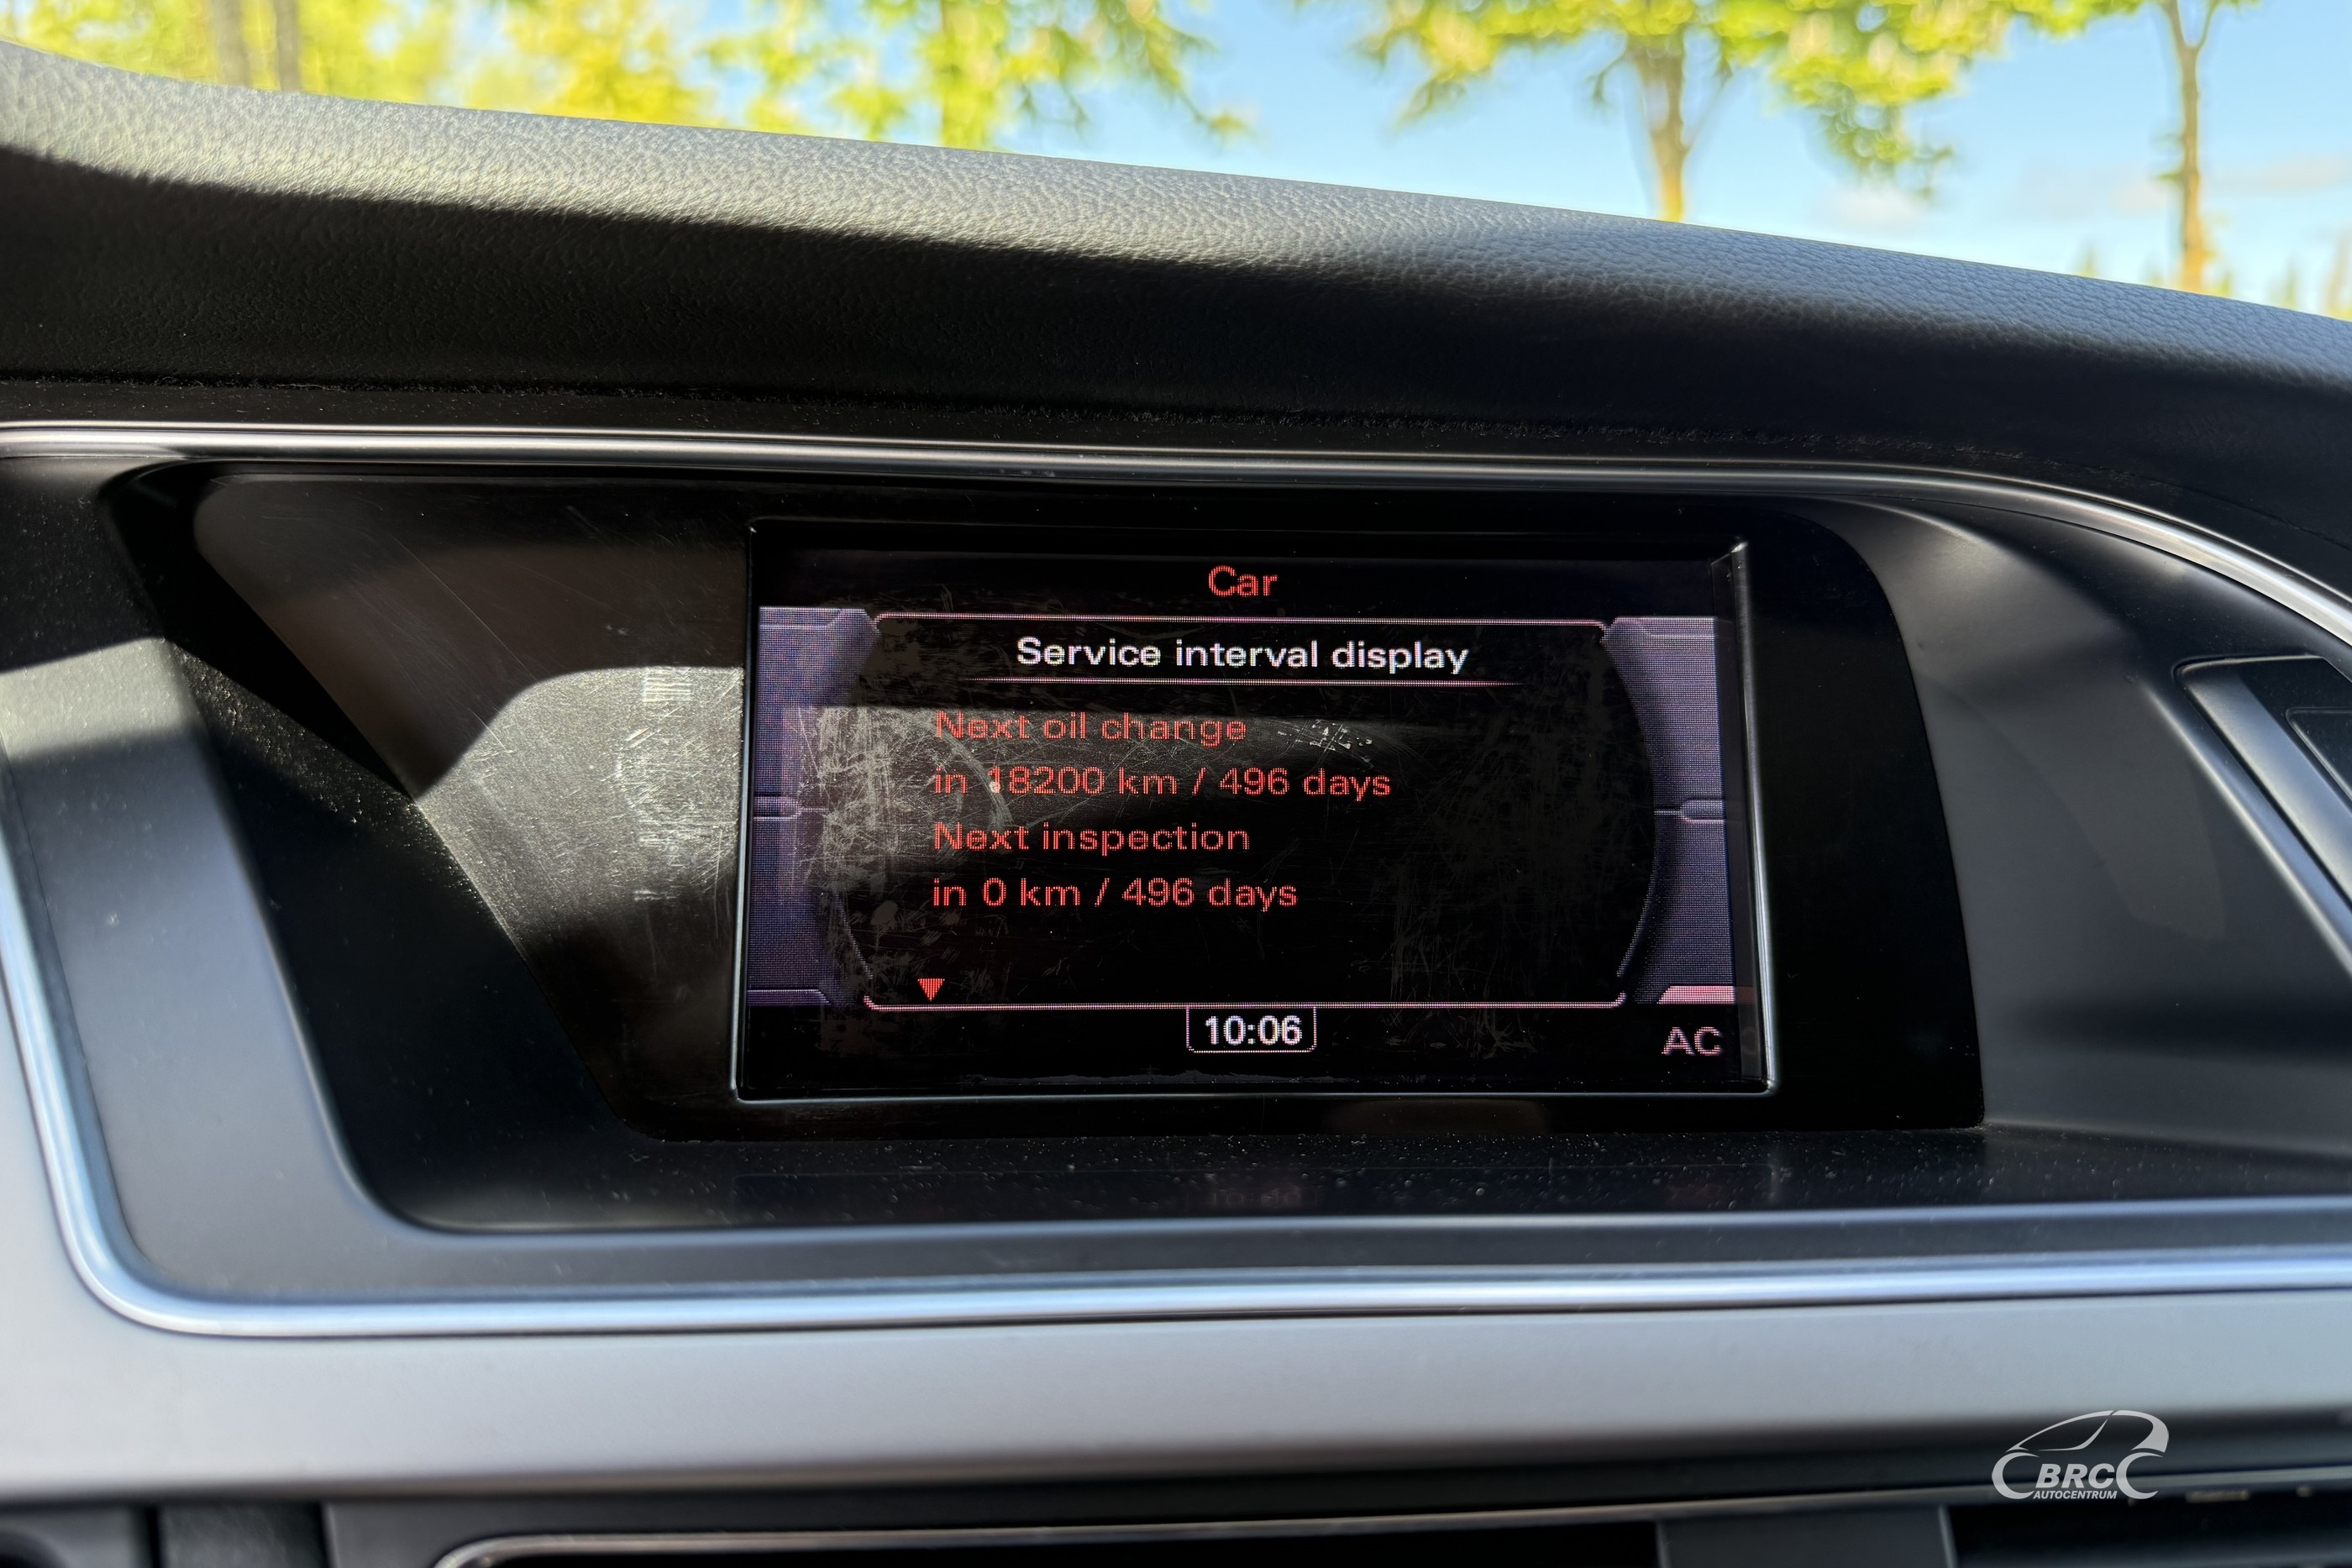 Car
Service interval display
Next oil change
in 18200 km / 496 days
Next inspection
in 0 km / 496 days
10:06
AC
BRC
AUTOCENTRUM